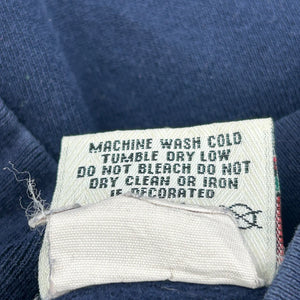 MACHINE WASH COLD
TUMBLE DRY LOW
DO NOT BLEACH DO NOT
DRY CLEAN OR IRON
IF DECORATED